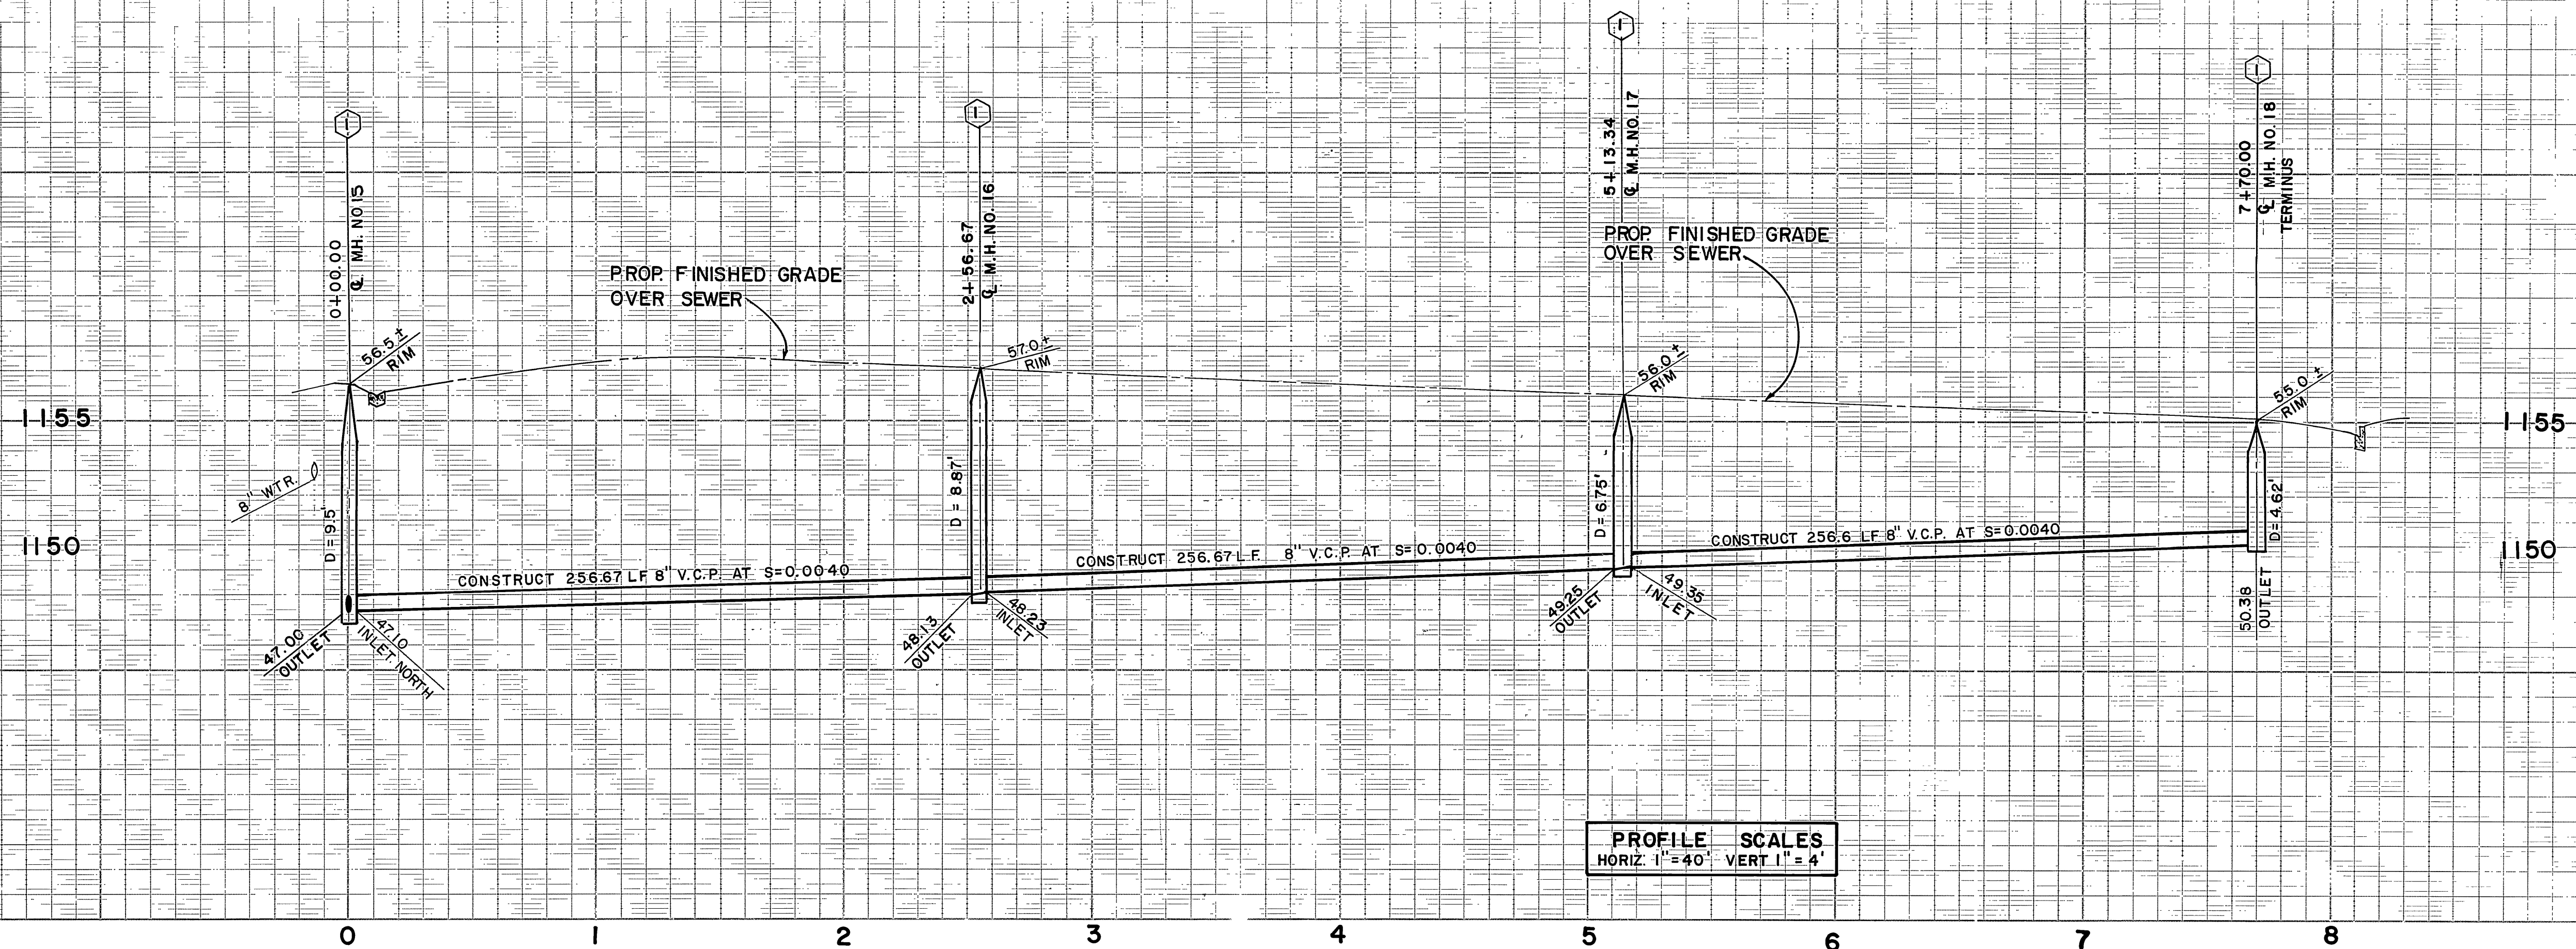 1
0+00.00
℄ MH. NO 15
56.5±
RIM
8" WTR.
D = 9.5'
47.00
OUTLET
47.10
INLET NORTH
PROP. FINISHED GRADE
OVER SEWER
CONSTRUCT 256.67 LF 8" V.C.P. AT S=0.0040
1
2+56.67
℄ M.H. NO. 16
57.0±
RIM
D = 8.87'
48.13
OUTLET
48.23
INLET
CONSTRUCT 256.67 LF 8" V.C.P. AT S=0.0040
1
5+13.34
℄ M.H. NO. 17
PROP. FINISHED GRADE
OVER SEWER
56.0±
RIM
D = 6.75'
49.25
OUTLET
49.35
INLET
CONSTRUCT 256.6 LF 8" V.C.P. AT S=0.0040
1
7+70.00
℄ M.H. NO. 18
TERMINUS
55.0±
RIM
D = 4.62'
50.38
OUTLET
1155
1155
1150
1150
PROFILE SCALES
HORIZ. 1"=40' VERT 1"=4'
0 1 2 3 4 5 6 7 8